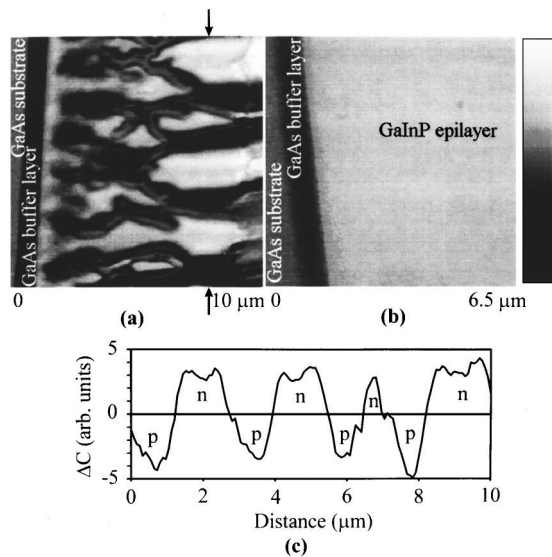 GaAs substrate
GaAs buffer layer
GaAs buffer layer
GaAs substrate
GaInP epilayer
0
10 μm
0
6.5 μm
(a)
(b)
ΔC (arb. units)
5
0
-5
n
n
n
n
p
p
p
p
0
2
4
6
8
10
Distance (μm)
(c)